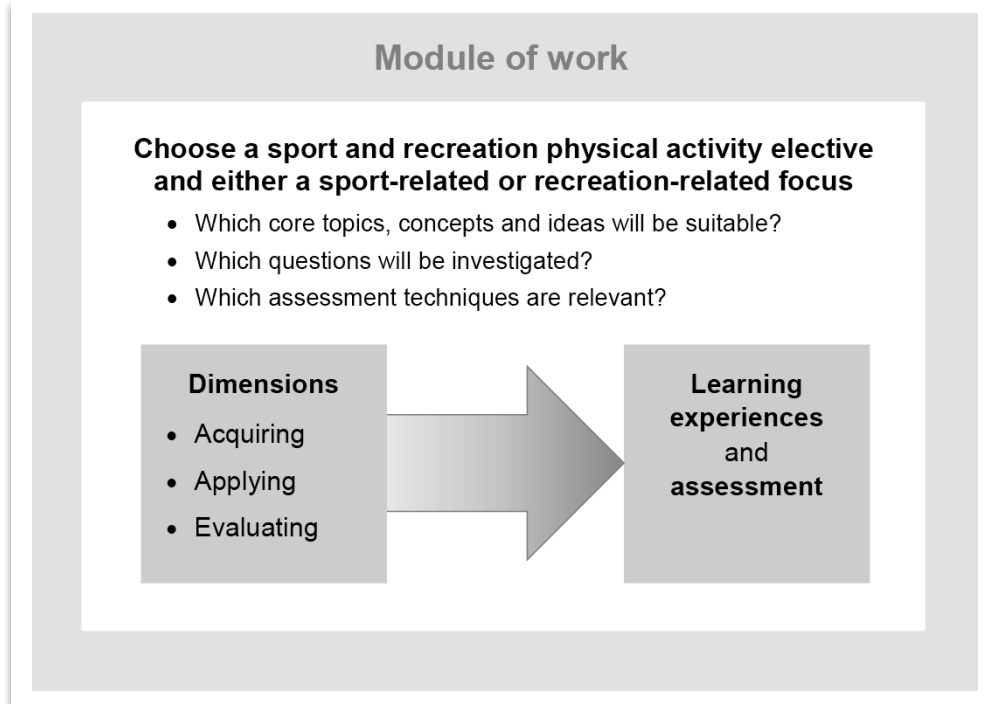 Module of work
Choose a sport and recreation physical activity elective
and either a sport-related or recreation-related focus
• Which core topics, concepts and ideas will be suitable?
• Which questions will be investigated?
• Which assessment techniques are relevant?
Dimensions
• Acquiring
• Applying
• Evaluating
Learning
experiences
and
assessment